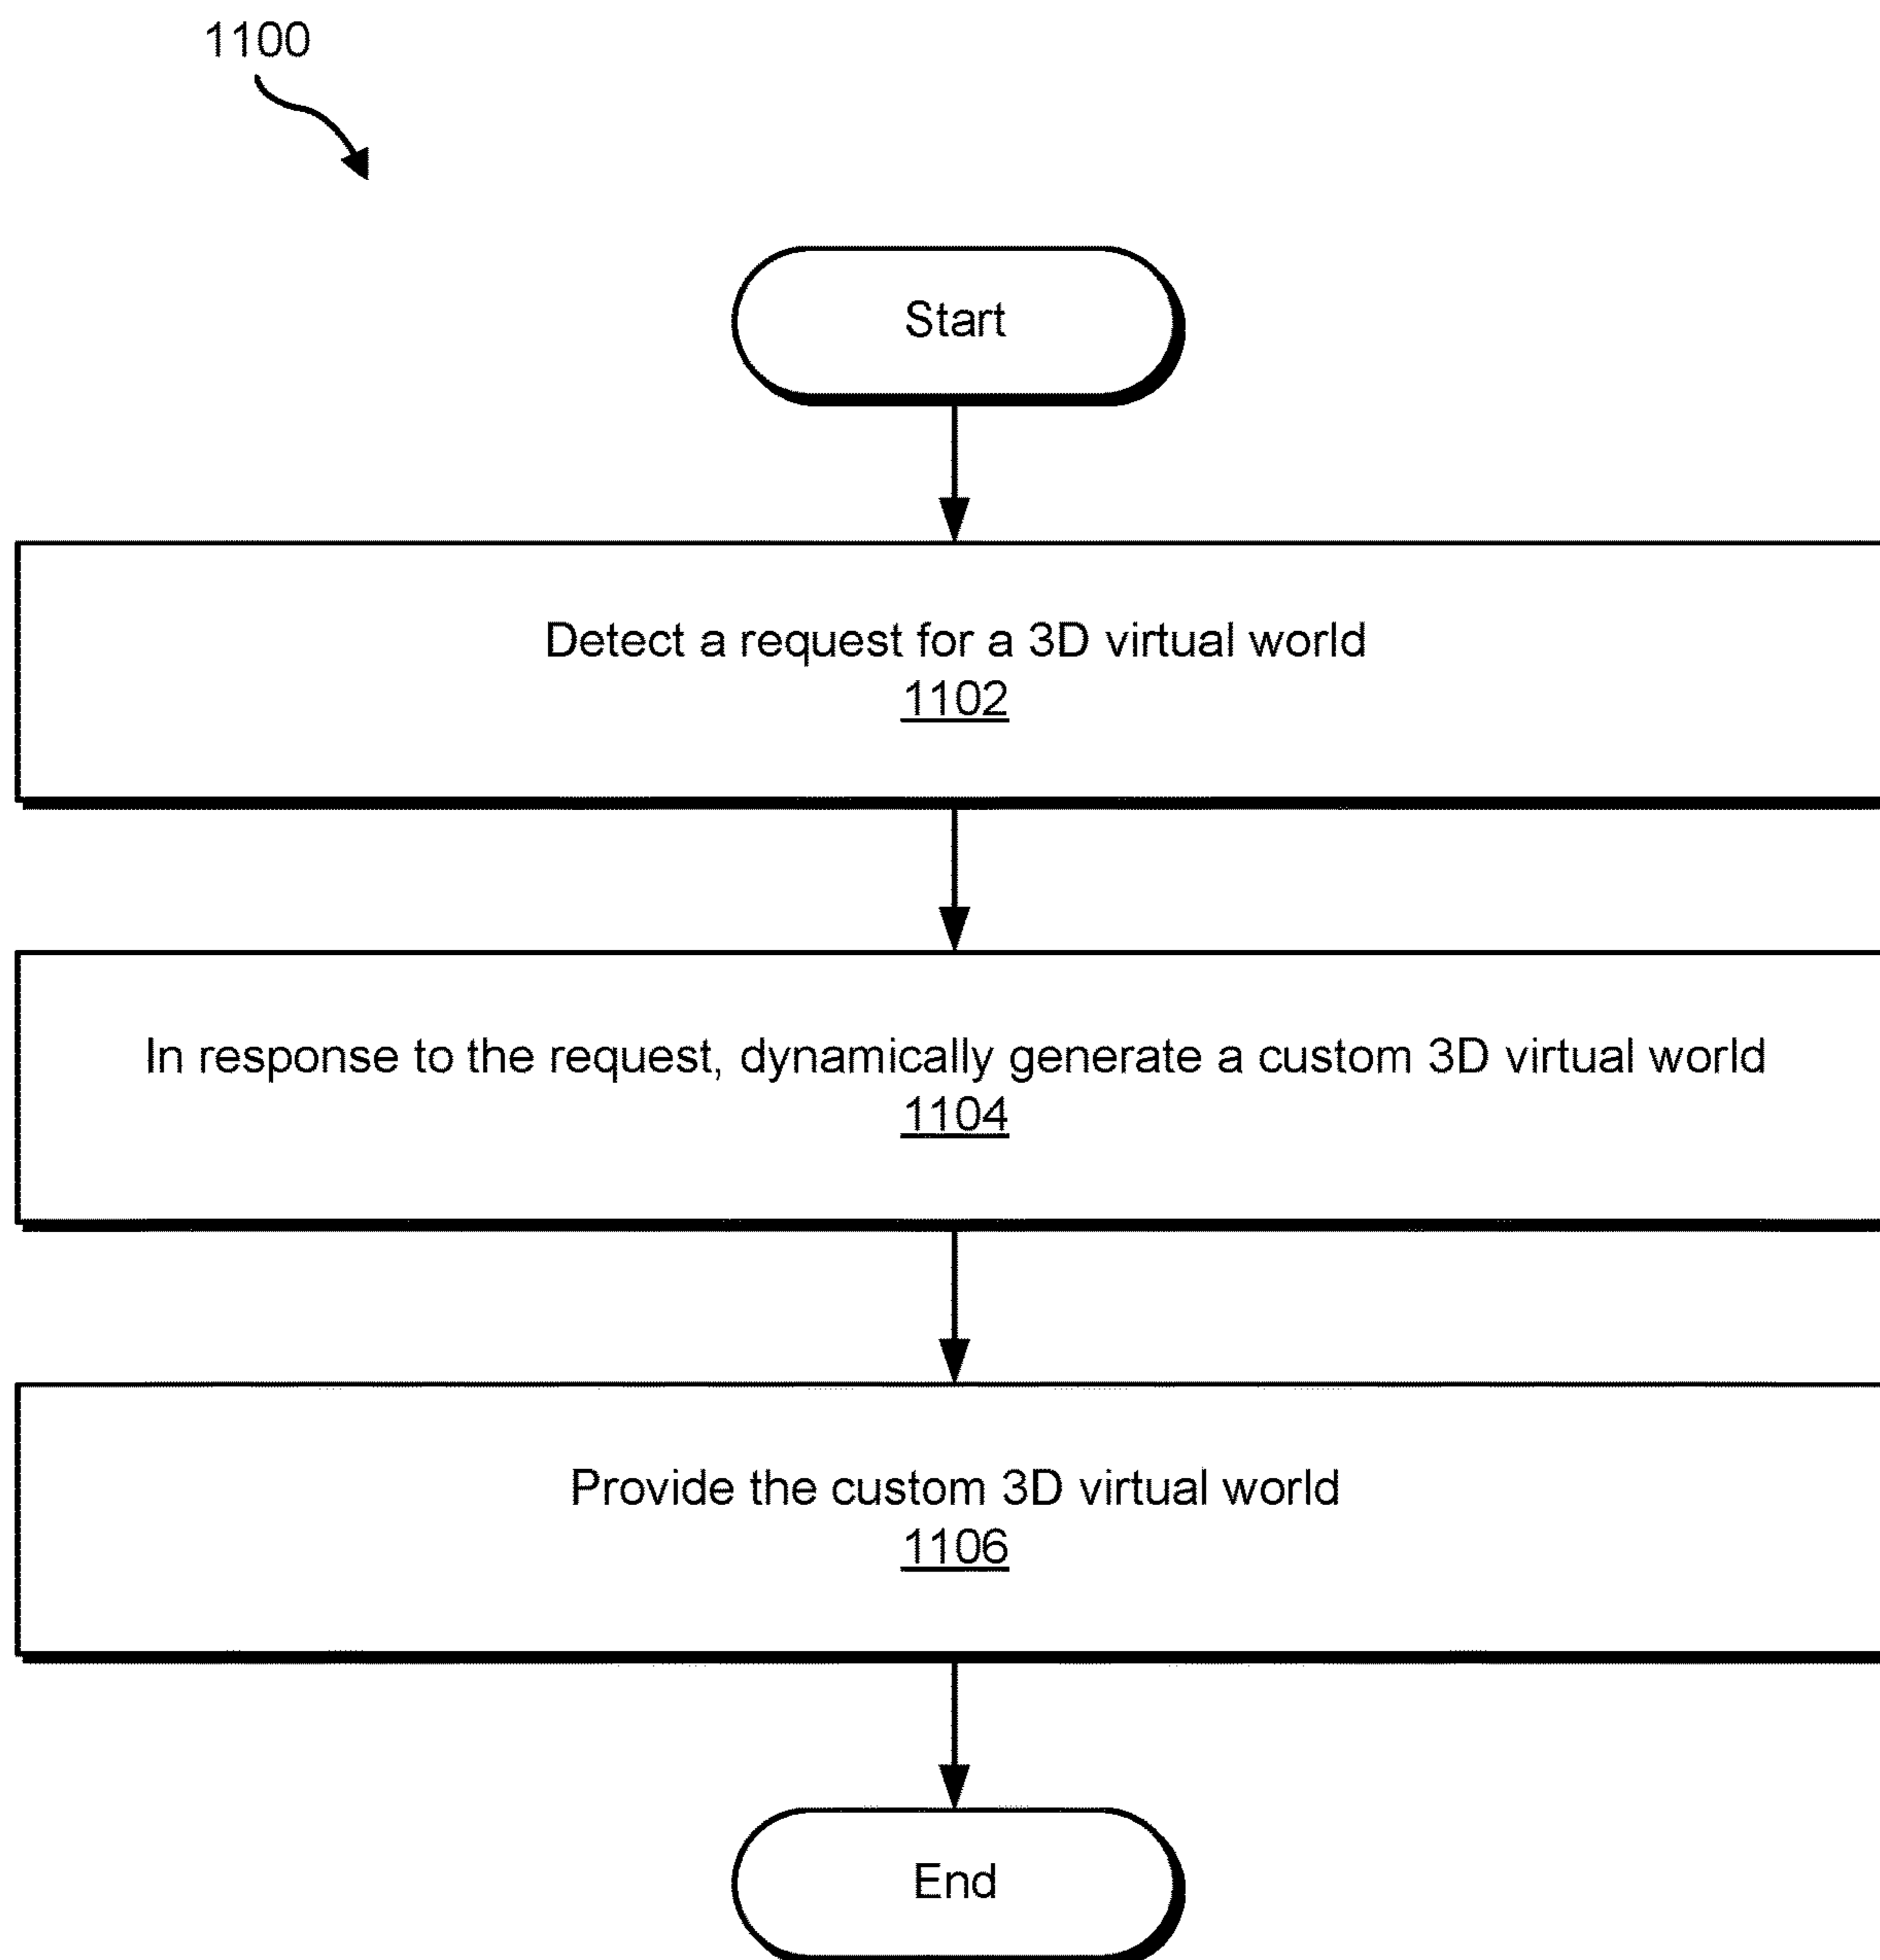 1100
Start
Detect a request for a 3D virtual world
1102
In response to the request, dynamically generate a custom 3D virtual world
1104
Provide the custom 3D virtual world
1106
End